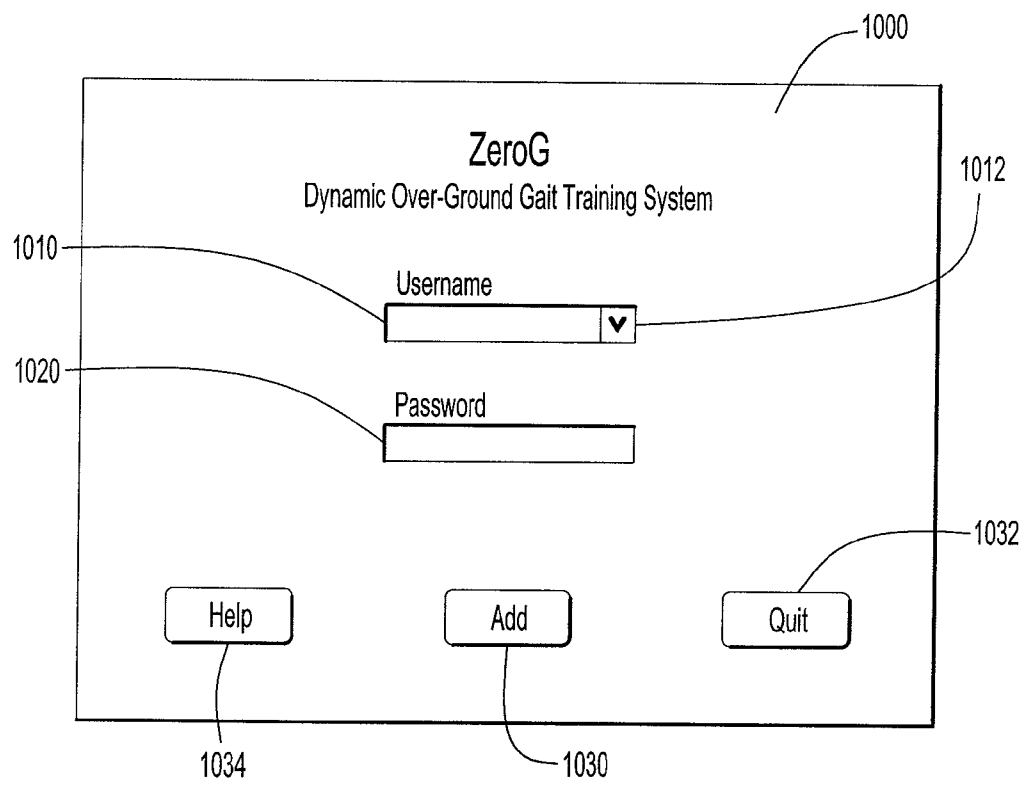 1000
ZeroG
1012
Dynamic Over-Ground Gait Training System
1010
Username
V
1020
Password
1032
Help Add Quit
1034 1030